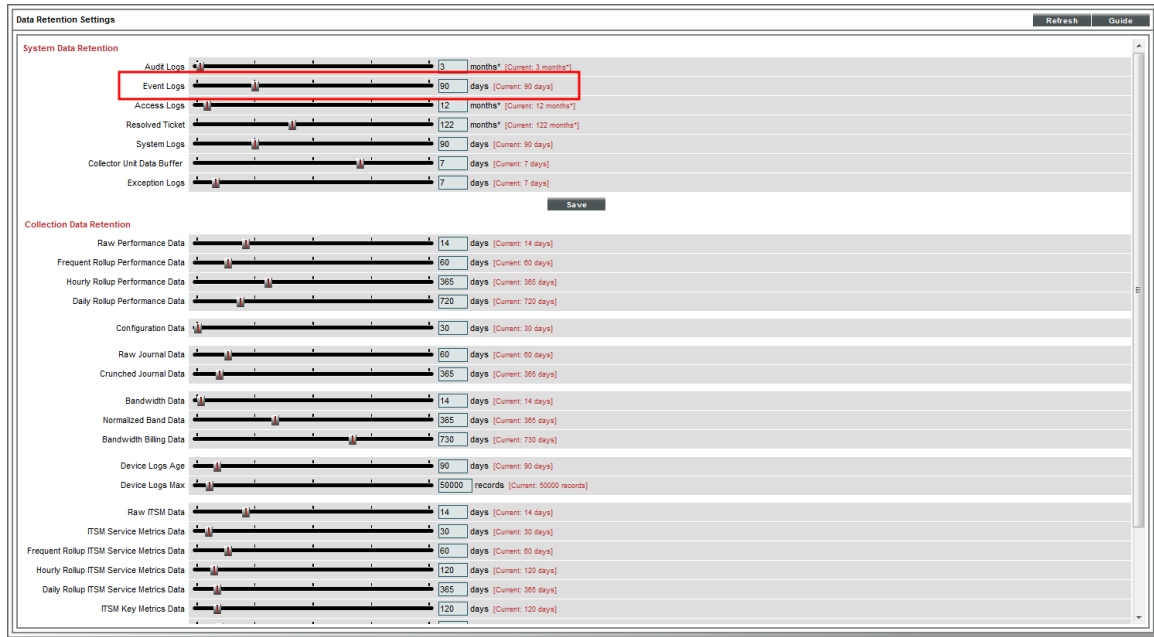 Data Retention Settings Refresh Guide
System Data Retention
Audit Logs 3 months* [Current: 3 months*]
Event Logs 90 days [Current: 90 days]
Access Logs 12 months* [Current: 12 months*]
Resolved Ticket 122 months* [Current: 122 months*]
System Logs 90 days [Current: 90 days]
Collector Unit Data Buffer 7 days [Current: 7 days]
Exception Logs 7 days [Current: 7 days]
Save
Collection Data Retention
Raw Performance Data 14 days [Current: 14 days]
Frequent Rollup Performance Data 60 days [Current: 60 days]
Hourly Rollup Performance Data 365 days [Current: 365 days]
Daily Rollup Performance Data 720 days [Current: 720 days]
Configuration Data 30 days [Current: 30 days]
Raw Journal Data 60 days [Current: 60 days]
Crunched Journal Data 365 days [Current: 365 days]
Bandwidth Data 14 days [Current: 14 days]
Normalized Band Data 365 days [Current: 365 days]
Bandwidth Billing Data 730 days [Current: 730 days]
Device Logs Age 90 days [Current: 90 days]
Device Logs Max 50000 records [Current: 50000 records]
Raw ITSM Data 14 days [Current: 14 days]
ITSM Service Metrics Data 30 days [Current: 30 days]
Frequent Rollup ITSM Service Metrics Data 60 days [Current: 60 days]
Hourly Rollup ITSM Service Metrics Data 120 days [Current: 120 days]
Daily Rollup ITSM Service Metrics Data 365 days [Current: 365 days]
ITSM Key Metrics Data 120 days [Current: 120 days]